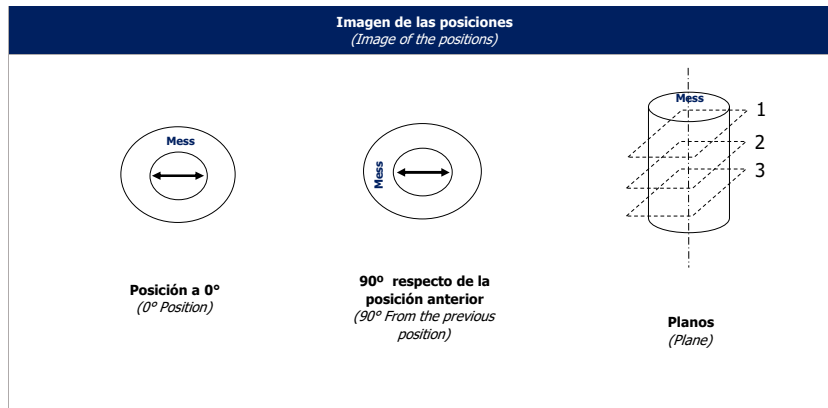 Imagen de las posiciones
(Image of the positions)
Mess
Posición a 0°
(0° Position)
Mess
90º respecto de la
posición anterior
(90° From the previous
position)
Mess
1
2
3
Planos
(Plane)